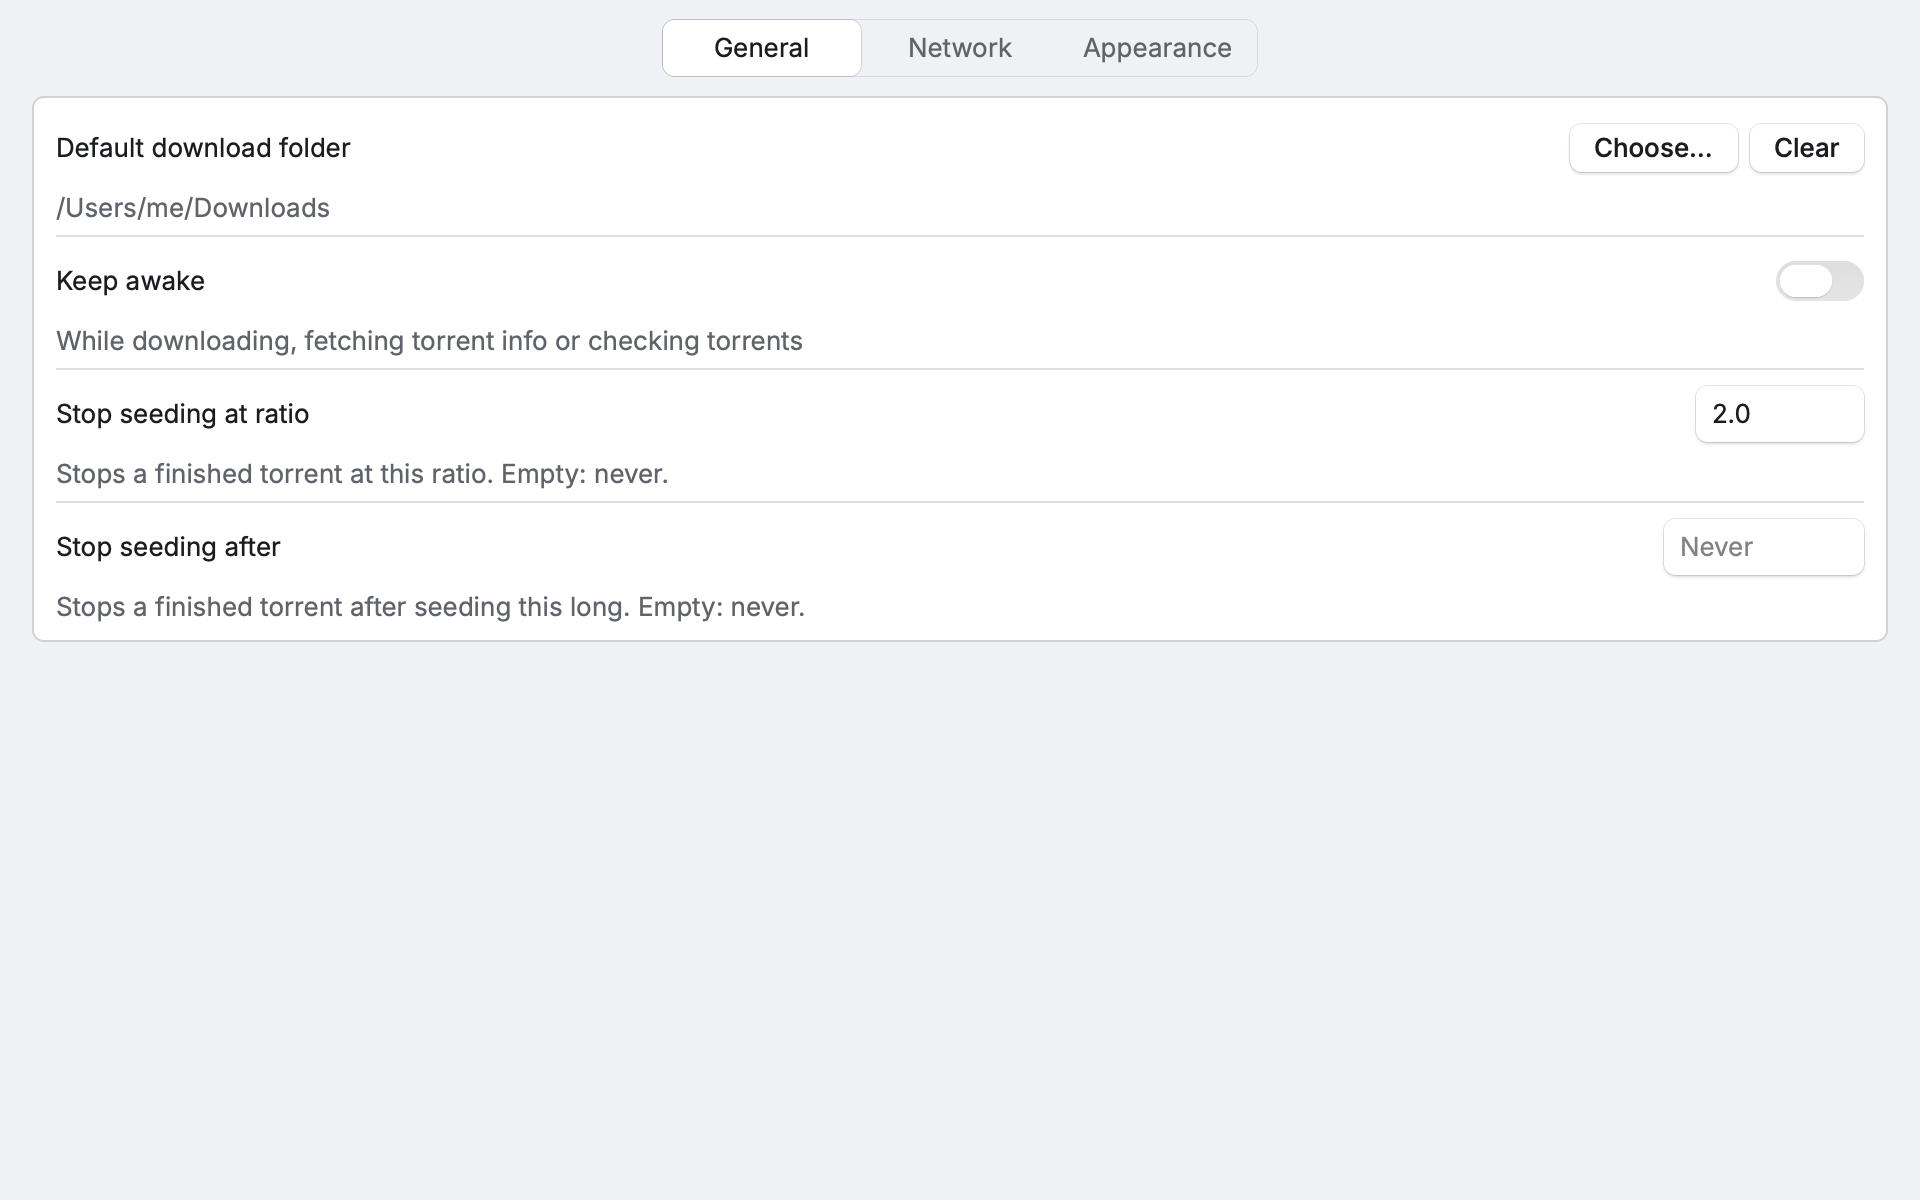 General Network Appearance
Default download folder Choose... Clear
/Users/me/Downloads
Keep awake
While downloading, fetching torrent info or checking torrents
Stop seeding at ratio 2.0
Stops a finished torrent at this ratio. Empty: never.
Stop seeding after Never
Stops a finished torrent after seeding this long. Empty: never.